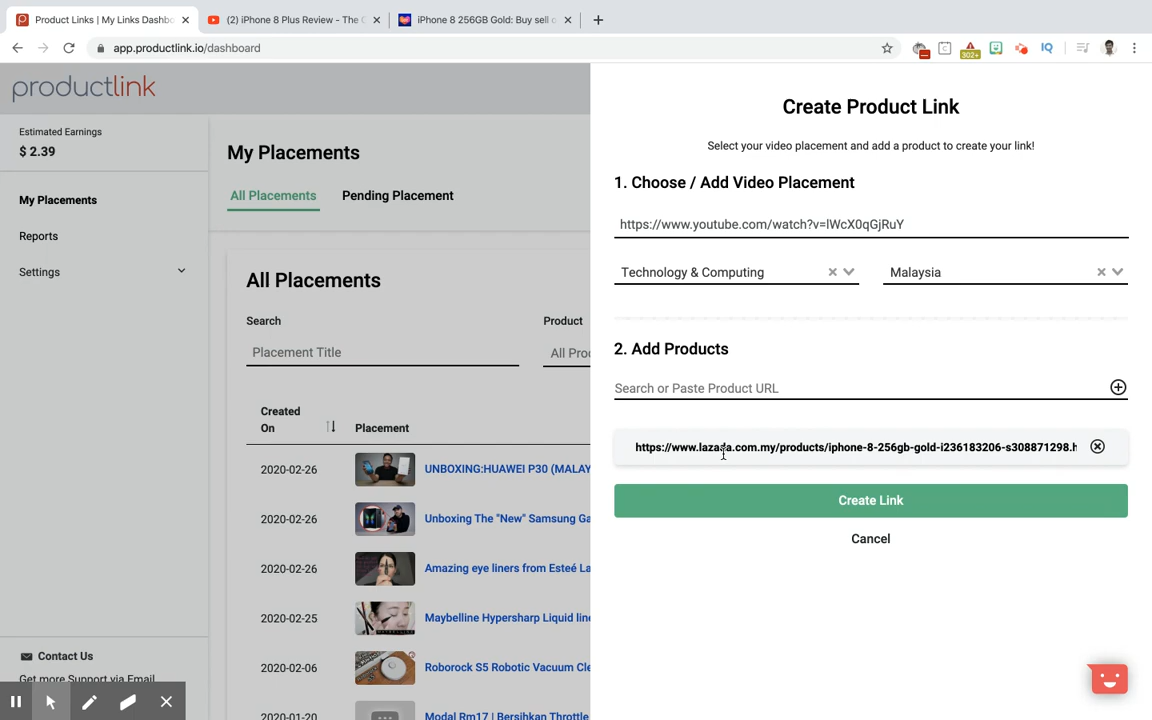 Product Links | My Links Dashbo
(2) iPhone 8 Plus Review - The G
iPhone 8 256GB Gold: Buy sell o
app.productlink.io/dashboard
302+
IQ
productlink
Estimated Earnings
$ 2.39
My Placements
Reports
Settings
Contact Us
Get more Support via Email
My Placements
All Placements
Pending Placement
All Placements
Search
Product
Placement Title
All Pro
Created On
Placement
2020-02-26
UNBOXING:HUAWEI P30 (MALAY
2020-02-26
Unboxing The "New" Samsung Ga
2020-02-26
Amazing eye liners from Esteé La
2020-02-25
Maybelline Hypersharp Liquid line
2020-02-06
Roborock S5 Robotic Vacuum Cle
2020-01-20
Modal Rm17 | Bersihkan Throttle
Create Product Link
Select your video placement and add a product to create your link!
1. Choose / Add Video Placement
https://www.youtube.com/watch?v=lWcX0qGjRuY
Technology & Computing
Malaysia
2. Add Products
Search or Paste Product URL
https://www.lazada.com.my/products/iphone-8-256gb-gold-i236183206-s308871298.h
Create Link
Cancel